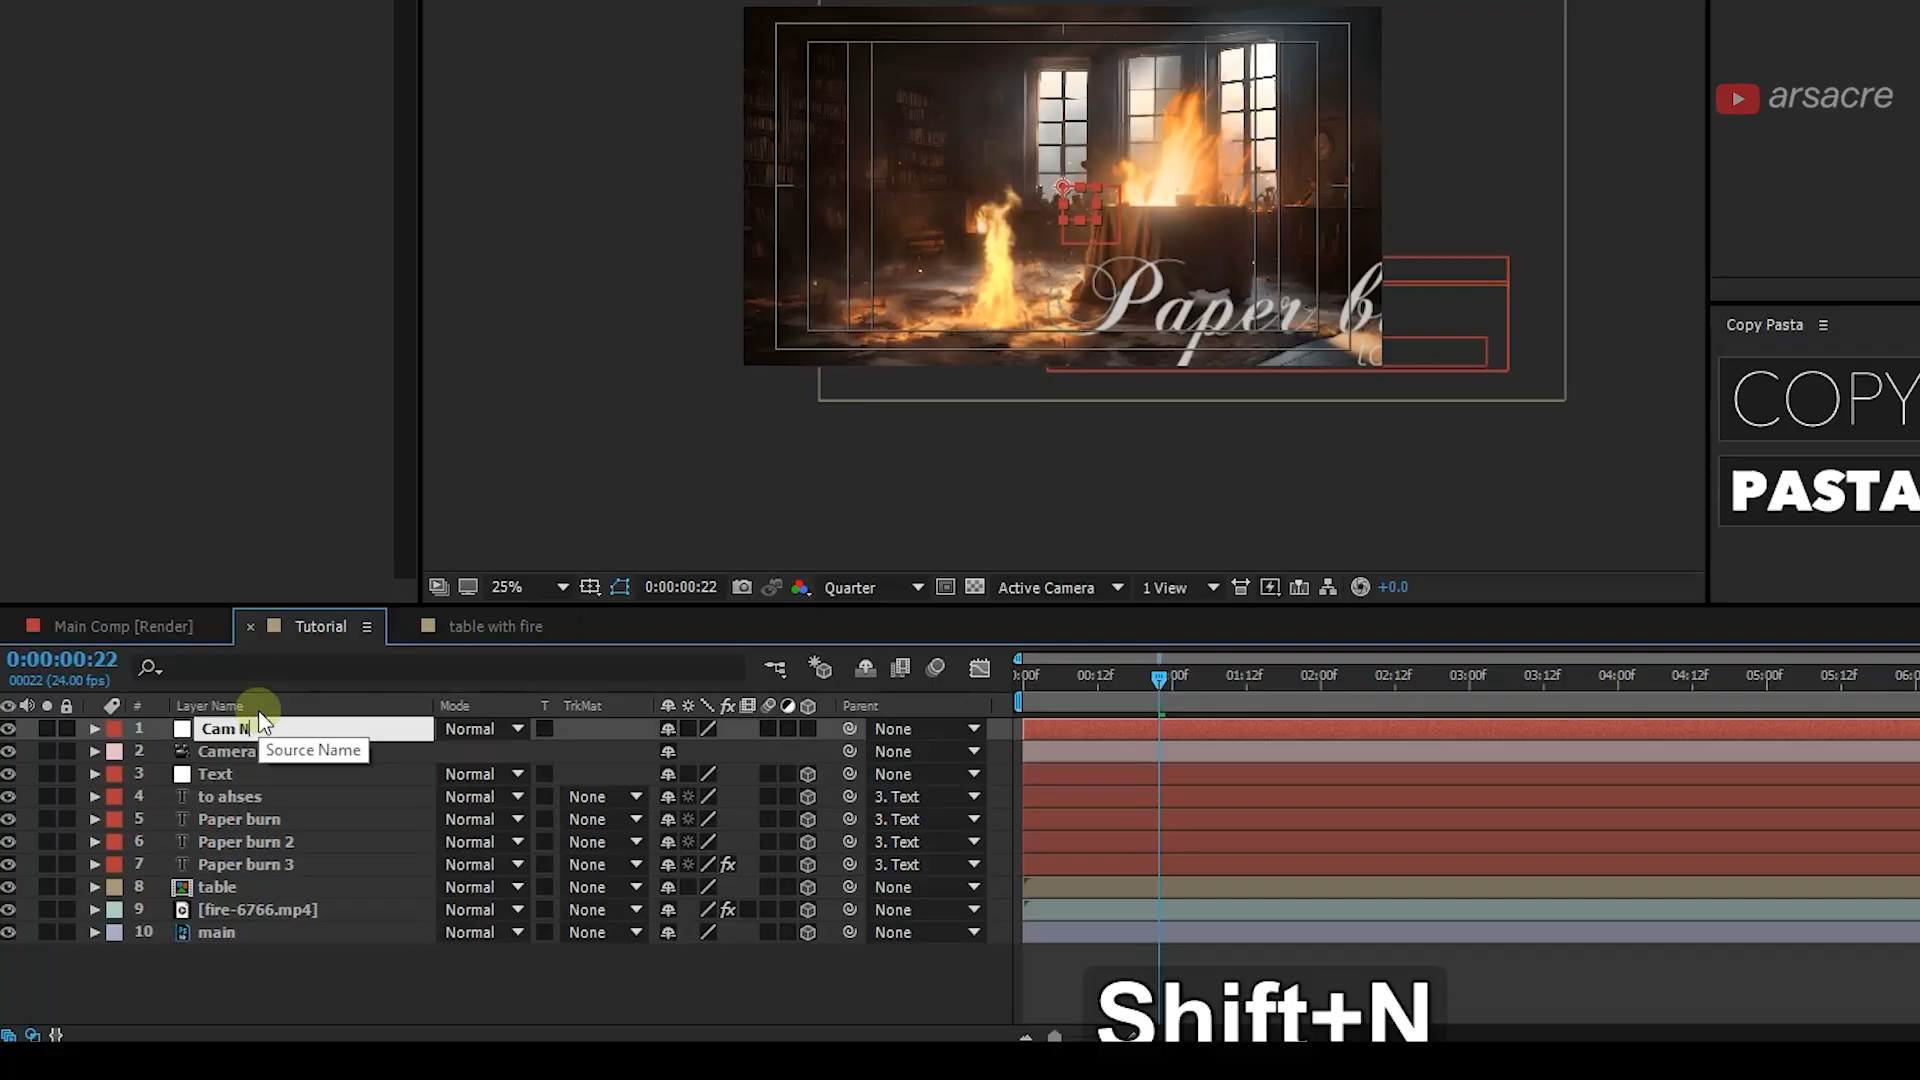 arsacre
Paper b
to
Copy Pasta
COPY
PASTA
25%
0:00:00:22
Quarter
Active Camera
1 View
+0.0
Main Comp [Render]
× Tutorial
table with fire
0:00:00:22
00022 (24.00 fps)
:00f 00:12f :00f 01:12f 02:00f 02:12f 03:00f 03:12f 04:00f 04:12f 05:00f 05:12f 06:0
# Layer Name Mode T TrkMat fx Parent
1 Cam N Normal None
Source Name
2 Camera None
3 Text Normal None
4 T to ahses Normal None 3. Text
5 T Paper burn Normal None 3. Text
6 T Paper burn 2 Normal None 3. Text
7 T Paper burn 3 Normal None fx 3. Text
8 table Normal None None
9 [fire-6766.mp4] Normal None fx None
10 main Normal None None
Shift+N